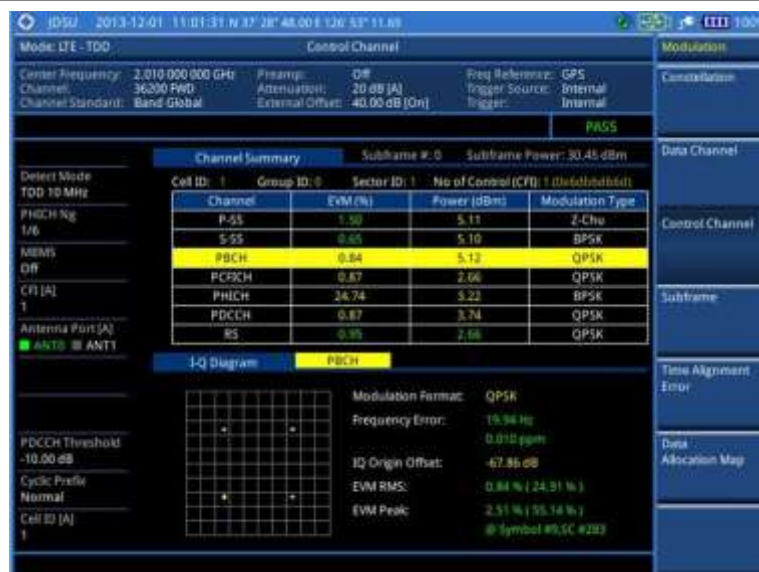 JDSU 2013-12-01 11:01:31 N 37° 28" 48.00 E 126° 53" 11.69 100%
Mode: LTE - TDD Control Channel Modulation
Center Frequency: 2.010 000 000 GHz Preamp: Off Freq Reference: GPS
Channel: 36200 FWD Attenuation: 20 dB [A] Trigger Source: Internal
Channel Standard: Band Global External Offset: 40.00 dB [On] Trigger: Internal
PASS
Constellation
Data Channel
Control Channel
Subframe
Time Alignment Error
Data Allocation Map
Channel Summary Subframe #: 0 Subframe Power: 30.45 dBm
Detect Mode
TDD 10 MHz
PHICH Ng
1/6
MBMS
Off
CFI [A]
1
Antenna Port [A]
ANT0 ANT1
PDCCH Threshold
-10.00 dB
Cyclic Prefix
Normal
Cell ID [A]
1
Cell ID: 1 Group ID: 0 Sector ID: 1 No of Control (CFI): 1
Channel EVM (%) Power (dBm) Modulation Type
P-SS 1.50 5.11 Z-Chu
S-SS 0.65 5.10 BPSK
PBCH 0.84 5.12 QPSK
PCFICH 0.87 2.66 QPSK
PHICH 24.74 5.22 BPSK
PDCCH 0.87 3.74 QPSK
RS 0.95 2.66 QPSK
I-Q Diagram PBCH
Modulation Format: QPSK
Frequency Error: 19.94 Hz
0.010 ppm
IQ Origin Offset: -67.86 dB
EVM RMS: 0.84 % ( 24.91 % )
EVM Peak: 2.51 % ( 55.14 % )
@ Symbol #9,SC #283